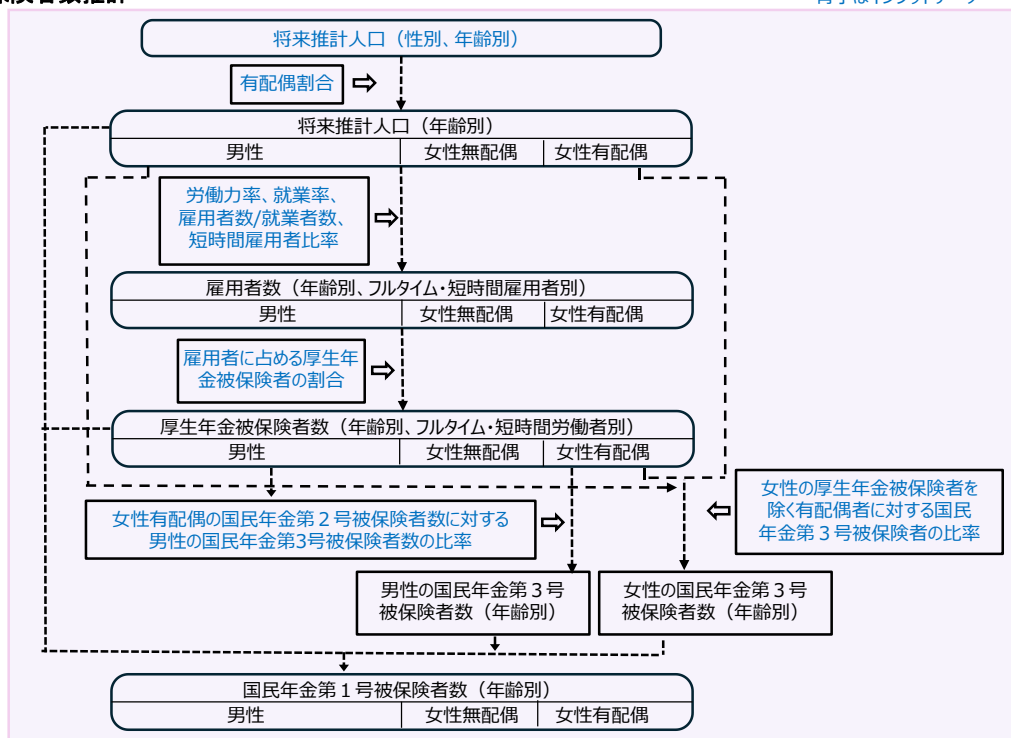 将来推計人口（性別、年齢別）
有配偶割合
将来推計人口（年齢別）
男性 女性無配偶 女性有配偶
労働力率、就業率、
雇用者数/就業者数、
短時間雇用者比率
雇用者数（年齢別、フルタイム・短時間雇用者別）
男性 女性無配偶 女性有配偶
雇用者に占める厚生年
金被保険者の割合
厚生年金被保険者数（年齢別、フルタイム・短時間労働者別）
男性 女性無配偶 女性有配偶
女性有配偶の国民年金第２号被保険者数に対する
男性の国民年金第3号被保険者数の比率
女性の厚生年金被保険者を
除く有配偶者に対する国民
年金第３号被保険者の比率
男性の国民年金第３号
被保険者数（年齢別）
女性の国民年金第３号
被保険者数（年齢別）
国民年金第１号被保険者数（年齢別）
男性 女性無配偶 女性有配偶